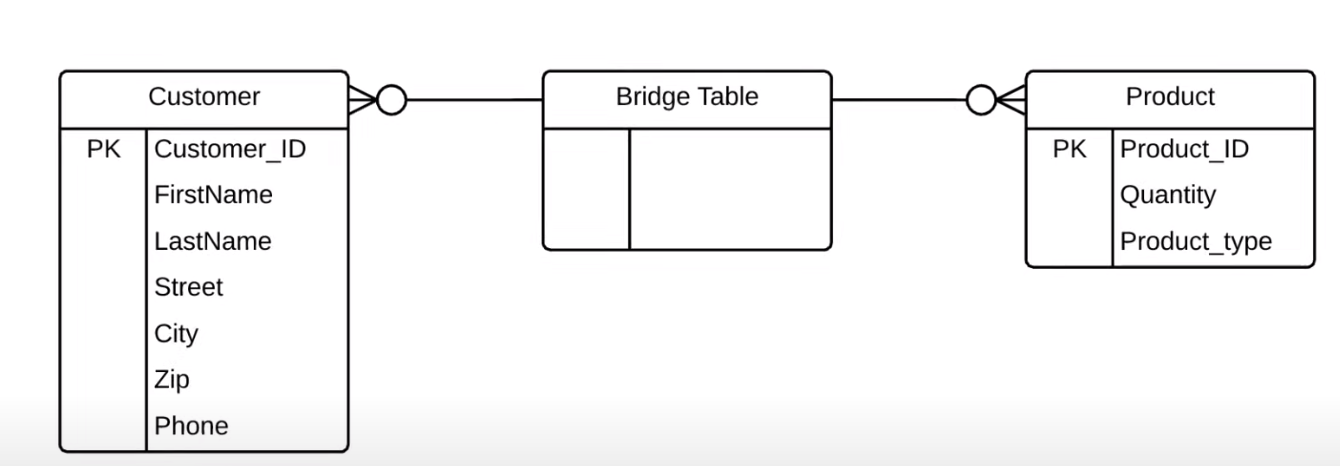 Customer
PK Customer_ID
FirstName
LastName
Street
City
Zip
Phone
Bridge Table
Product
PK Product_ID
Quantity
Product_type